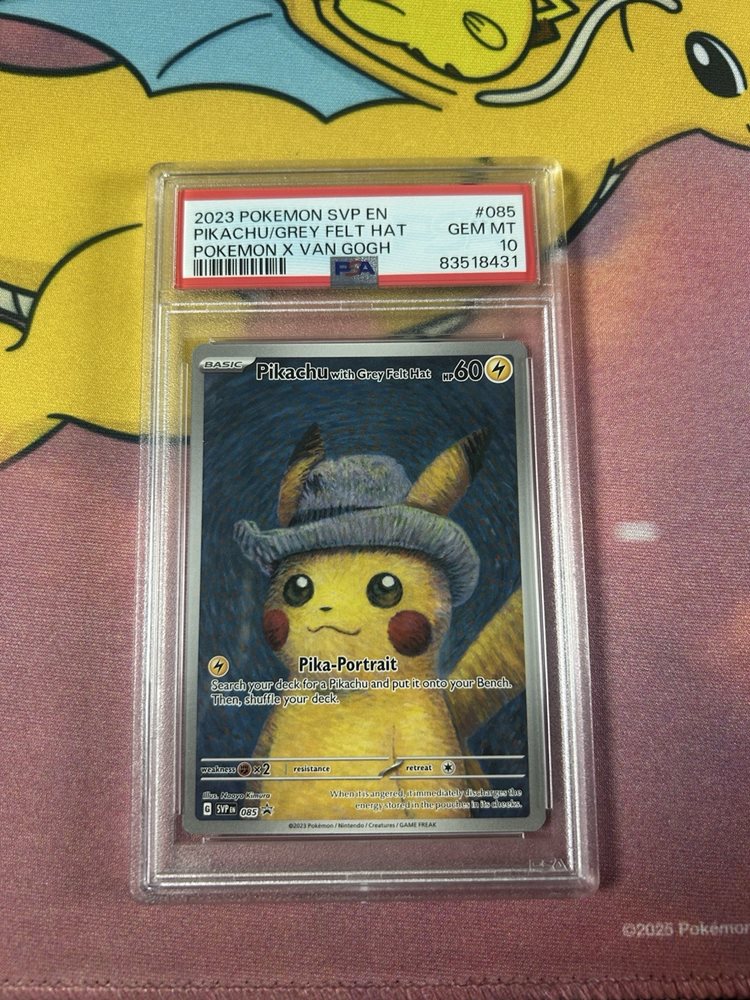 2023 POKEMON SVP EN #085
PIKACHU/GREY FELT HAT GEM MT
POKEMON X VAN GOGH 10
PSA 83518431
BASIC Pikachu with Grey Felt Hat HP60
Pika-Portrait
Search your deck for a Pikachu and put it onto your Bench.
Then, shuffle your deck.
weakness ×2 resistance retreat
Illus. Naoyo Kimura When it is angered, it immediately discharges the
energy stored in the pouches in its cheeks.
G SVP EN 085
©2023 Pokémon / Nintendo / Creatures / GAME FREAK
©2025 Pokémon